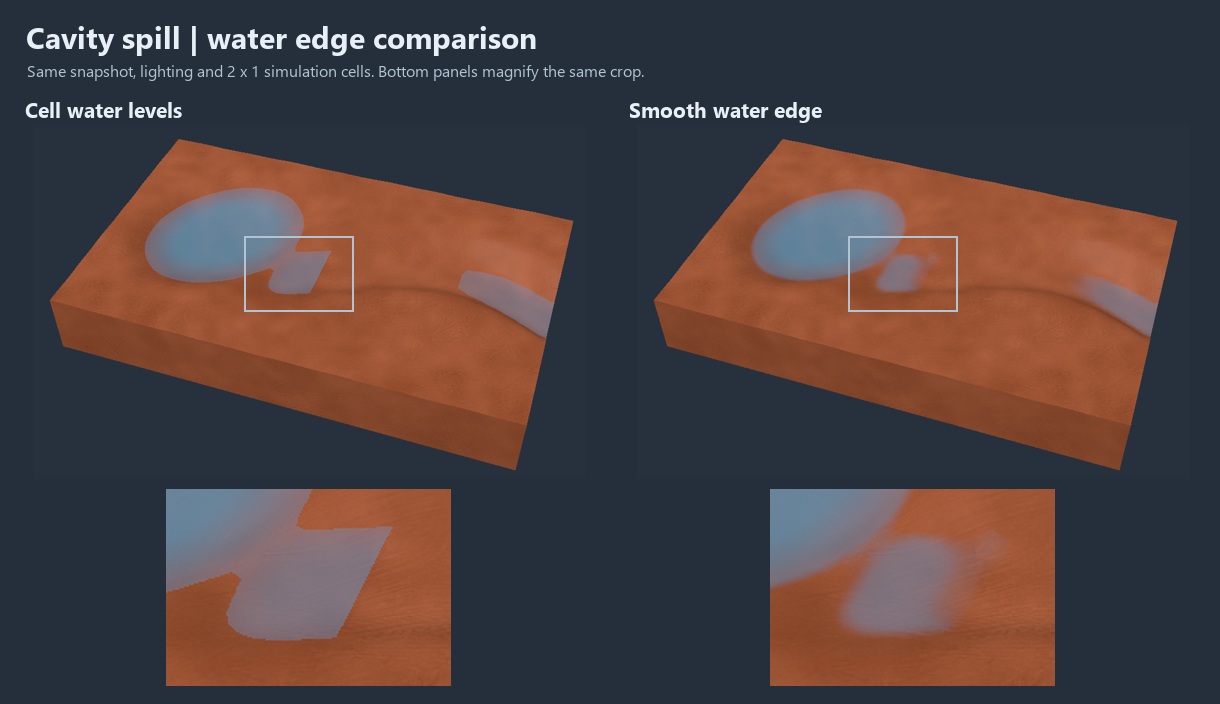 Cavity spill | water edge comparison
Same snapshot, lighting and 2 x 1 simulation cells. Bottom panels magnify the same crop.
Cell water levels
Smooth water edge